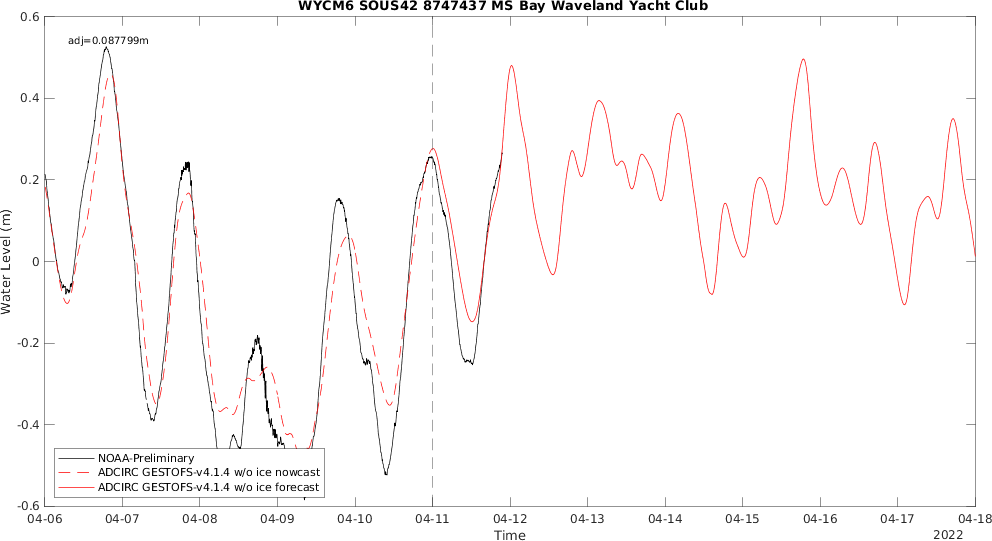 WYCM6 SOUS42 8747437 MS Bay Waveland Yacht Club
adj=0.087799m
0.6
0.4
0.2
0
-0.2
-0.4
-0.6
Water Level (m)
NOAA-Preliminary
ADCIRC GESTOFS-v4.1.4 w/o ice nowcast
ADCIRC GESTOFS-v4.1.4 w/o ice forecast
04-06 04-07 04-08 04-09 04-10 04-11 04-12 04-13 04-14 04-15 04-16 04-17 04-18
Time
2022